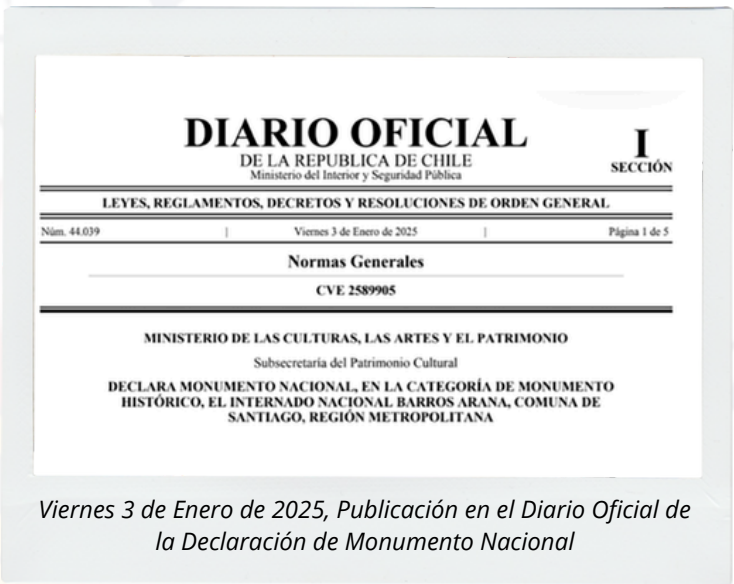 DIARIO OFICIAL
DE LA REPUBLICA DE CHILE
Ministerio del Interior y Seguridad Pública
I
SECCIÓN
LEYES, REGLAMENTOS, DECRETOS Y RESOLUCIONES DE ORDEN GENERAL
Núm. 44.039 | Viernes 3 de Enero de 2025 | Página 1 de 5
Normas Generales
CVE 2589905
MINISTERIO DE LAS CULTURAS, LAS ARTES Y EL PATRIMONIO
Subsecretaría del Patrimonio Cultural
DECLARA MONUMENTO NACIONAL, EN LA CATEGORÍA DE MONUMENTO
HISTÓRICO, EL INTERNADO NACIONAL BARROS ARANA, COMUNA DE
SANTIAGO, REGIÓN METROPOLITANA
Viernes 3 de Enero de 2025, Publicación en el Diario Oficial de
la Declaración de Monumento Nacional